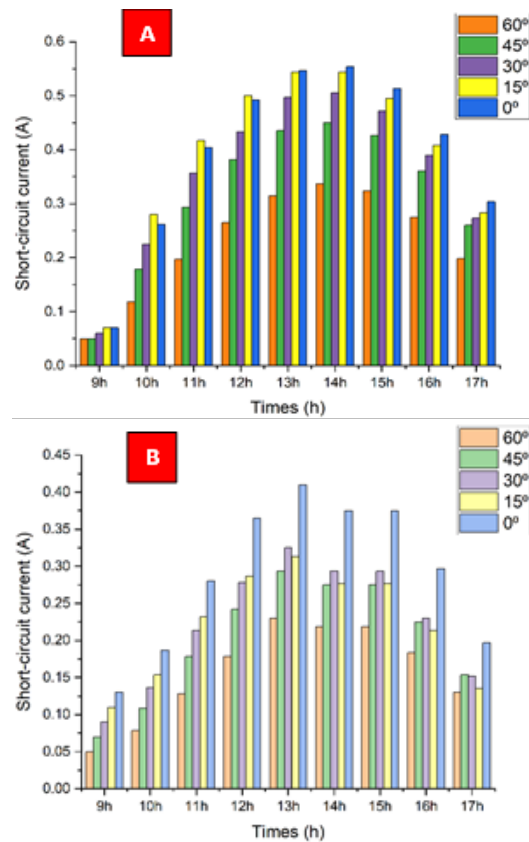 A
60º
45º
30º
15º
0º
Short-circuit current (A)
0.6
0.5
0.4
0.3
0.2
0.1
0.0
9h 10h 11h 12h 13h 14h 15h 16h 17h
Times (h)
B
60º
45º
30º
15º
0º
Short-circuit current (A)
0.45
0.40
0.35
0.30
0.25
0.20
0.15
0.10
0.05
0.00
9h 10h 11h 12h 13h 14h 15h 16h 17h
Times (h)